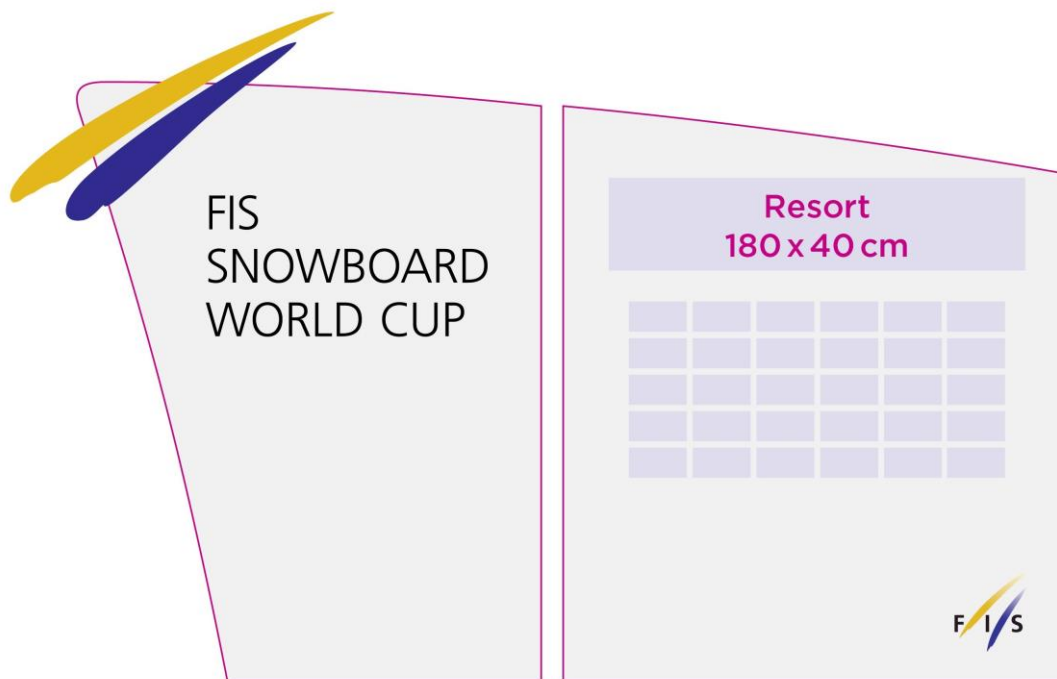 FIS
SNOWBOARD
WORLD CUP
Resort
180 x 40 cm
FIS